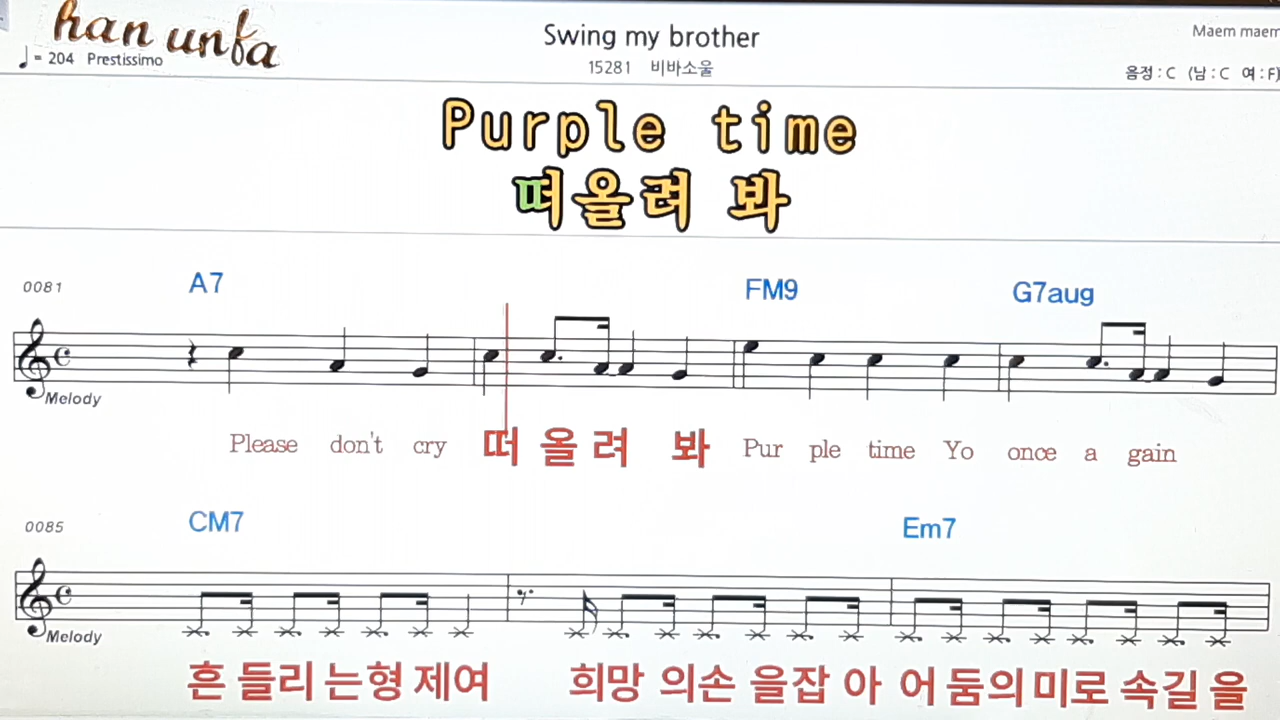 han unfa
♩ = 204 Prestissimo
Swing my brother
15281 비바소울
Maem maem
음정 : C (남 : C 여 : F)
Purple time
떠올려 봐
0081 A7 FM9 G7aug
Melody
Please don't cry 떠 올 려 봐 Pur ple time Yo once a gain
0085 CM7 Em7
Melody
흔 들리 는형 제여 희망 의손 을잡 아 어 둠의 미로 속길 을